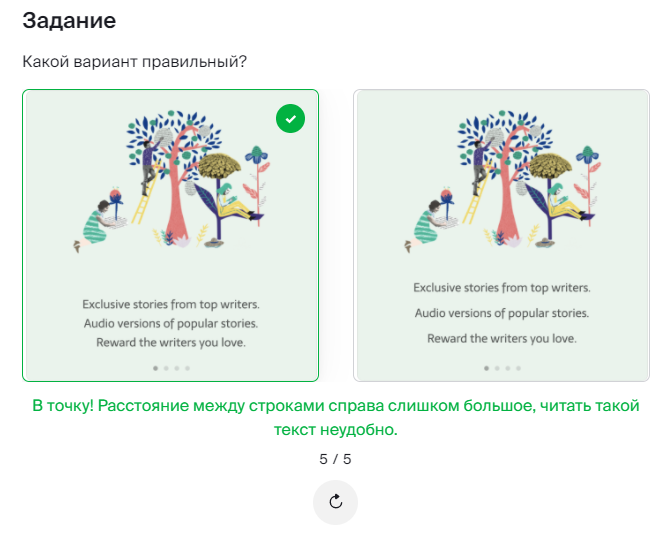 Задание
Какой вариант правильный?
Exclusive stories from top writers.
Audio versions of popular stories.
Reward the writers you love.
Exclusive stories from top writers.
Audio versions of popular stories.
Reward the writers you love.
В точку! Расстояние между строками справа слишком большое, читать такой
текст неудобно.
5 / 5